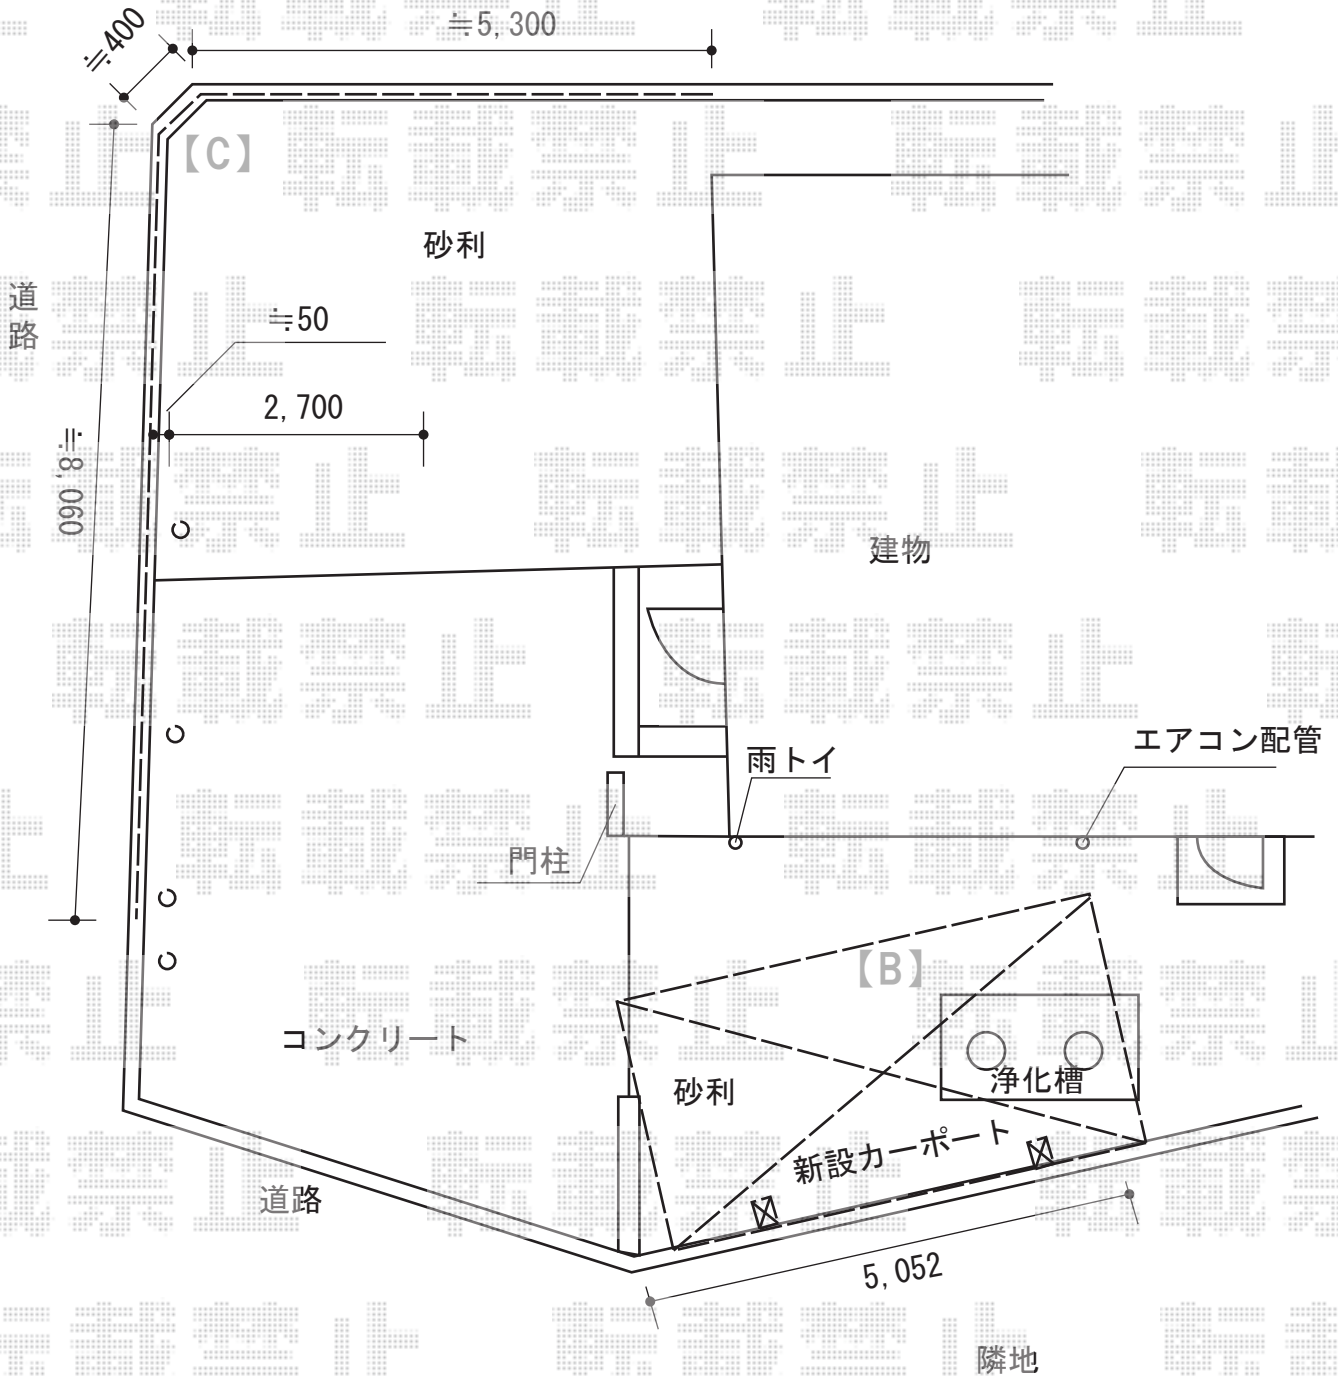 ≒5,300
≒400
【C】
砂利
道路
≒50
2,700
≒8,090
建物
エアコン配管
雨トイ
門柱
【B】
コンクリート
砂利
浄化槽
新設カーポート
道路
5,052
隣地
転載禁止